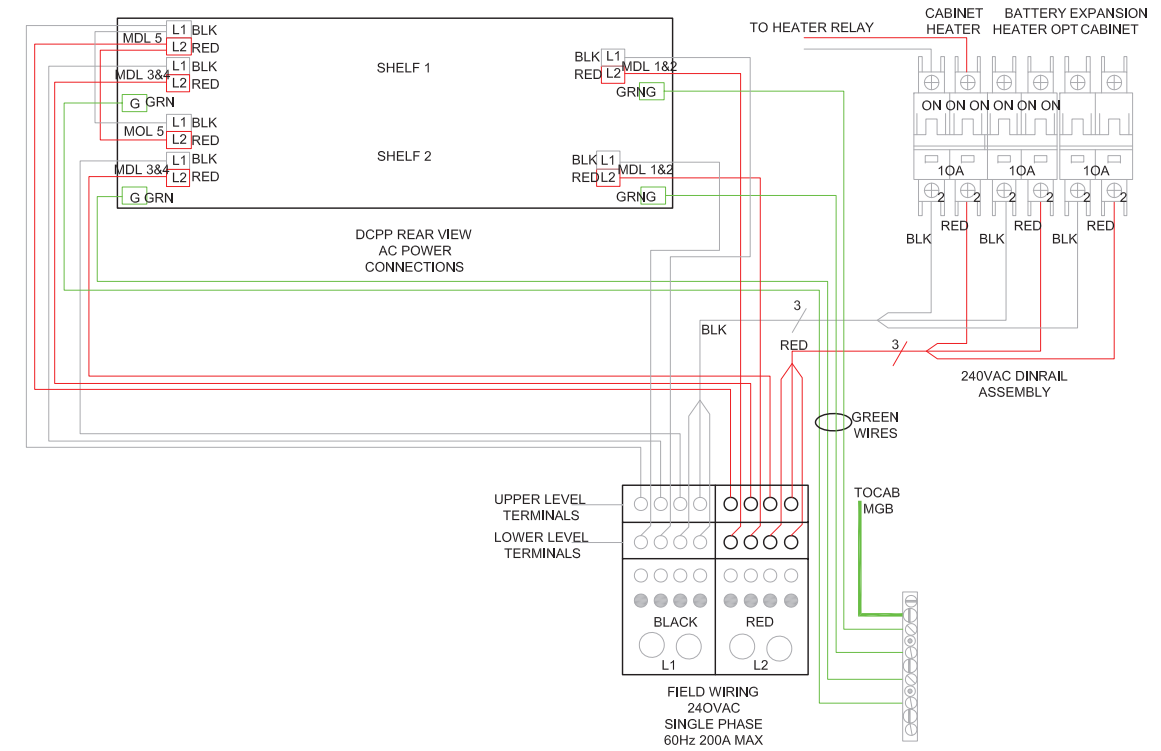 L1 BLK
MDL 5
L2 RED
L1 BLK
MDL 3&4
L2 RED
G GRN
L1 BLK
MOL 5
L2 RED
L1 BLK
MDL 3&4
L2 RED
G GRN
SHELF 1
SHELF 2
BLK L1
MDL 1&2
RED L2
GRNG
BLK L1
MDL 1&2
RED L2
GRNG
DCPP REAR VIEW
AC POWER
CONNECTIONS
TO HEATER RELAY
CABINET
HEATER
BATTERY EXPANSION
HEATER OPT CABINET
ON ON ON ON ON ON
10A 10A 10A
2 2 2 2 2 2
RED RED RED
BLK BLK BLK
3
BLK
RED
3
240VAC DINRAIL
ASSEMBLY
GREEN
WIRES
UPPER LEVEL
TERMINALS
LOWER LEVEL
TERMINALS
TOCAB
MGB
BLACK RED
L1 L2
FIELD WIRING
24OVAC
SINGLE PHASE
60Hz 200A MAX